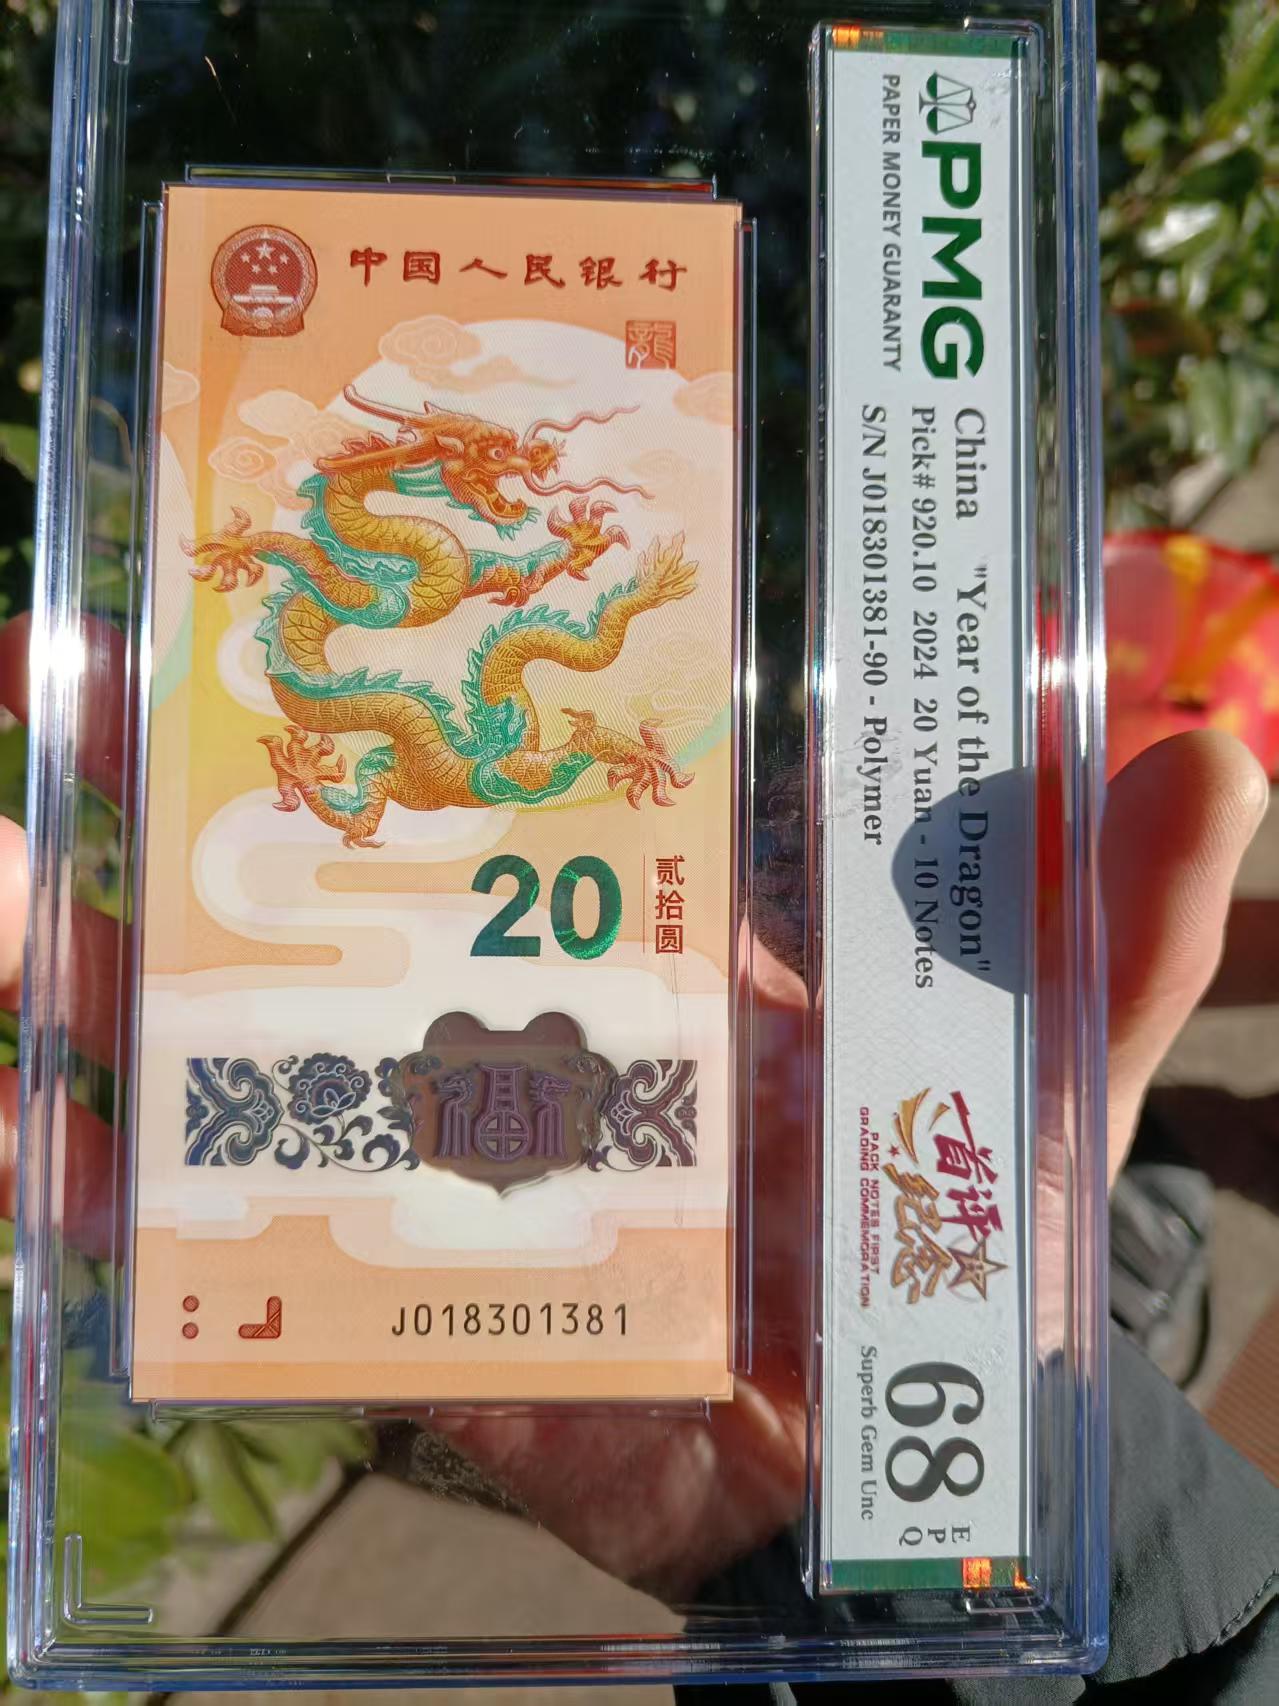 中国人民银行
龍
20
贰拾圆
福
J018301381
PMG
PAPER MONEY GUARANTY
China "Year of the Dragon"
Pick# 920.10 2024 20 Yuan - 10 Notes
S/N J018301381-90 - Polymer
首评
纪念
PACK NOTES FIRST
GRADING COMMEMORATION
68
EPQ
Superb Gem Unc